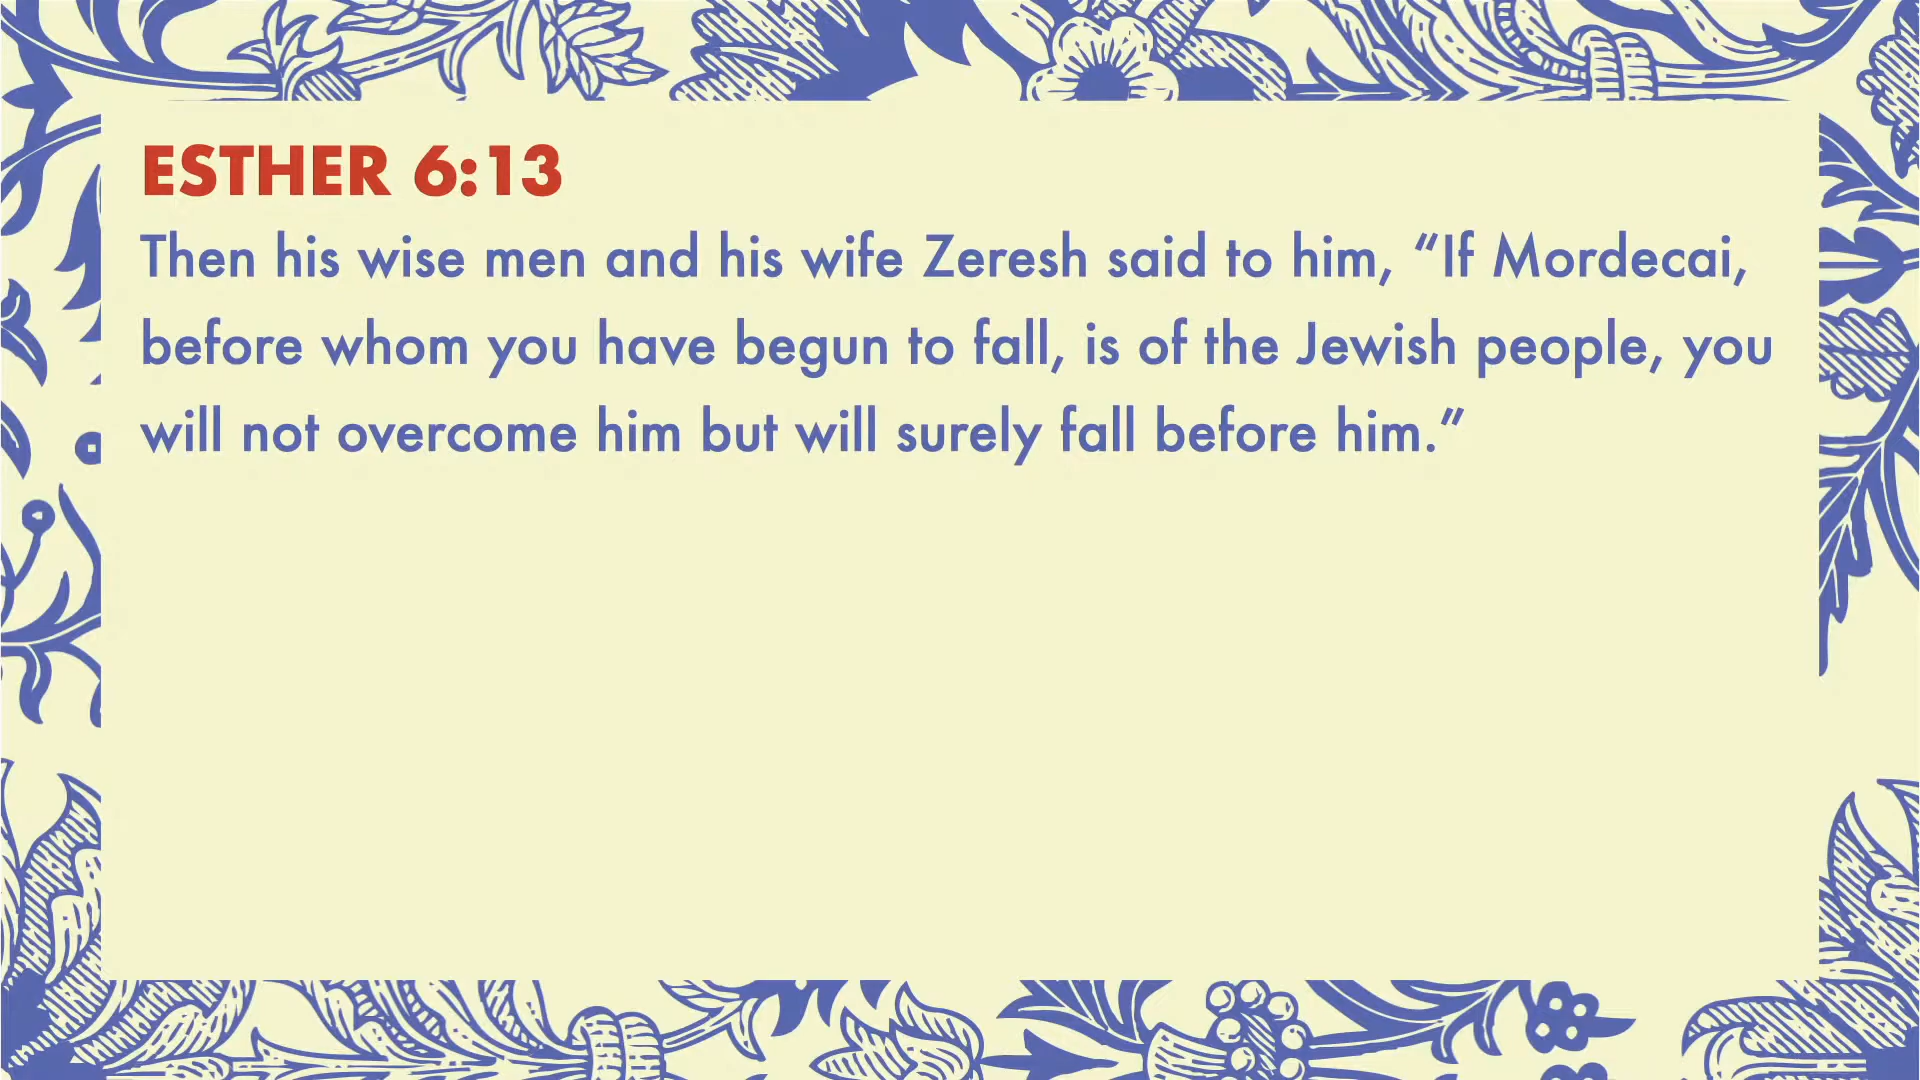 ESTHER 6:13
Then his wise men and his wife Zeresh said to him, “If Mordecai,
before whom you have begun to fall, is of the Jewish people, you
will not overcome him but will surely fall before him.”